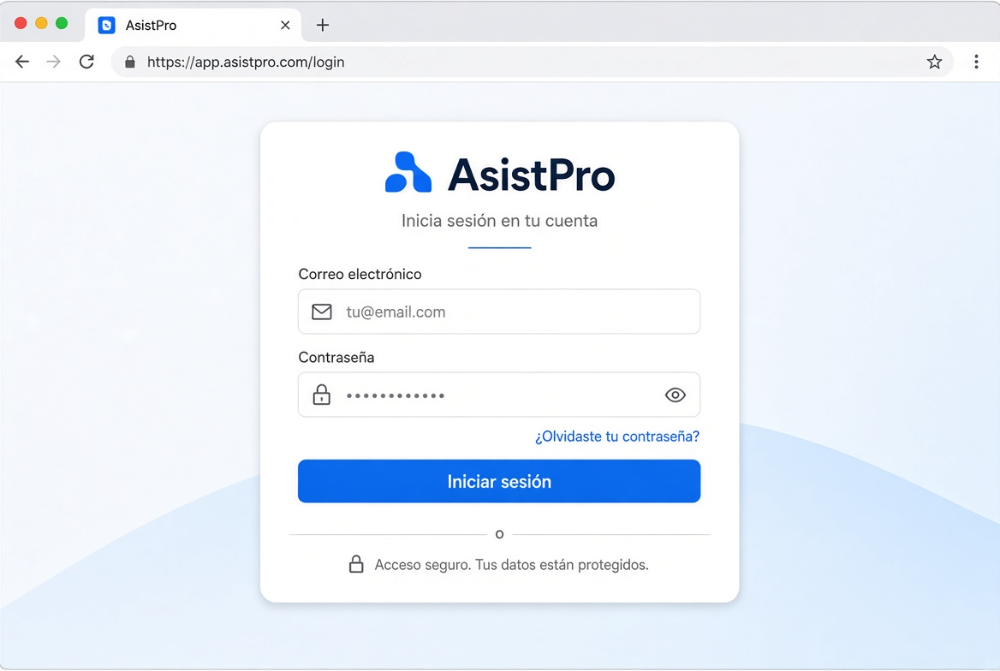 AsistPro
https://app.asistpro.com/login
AsistPro
Inicia sesión en tu cuenta
Correo electrónico
tu@email.com
Contraseña
••••••••••••
¿Olvidaste tu contraseña?
Iniciar sesión
o
Acceso seguro. Tus datos están protegidos.